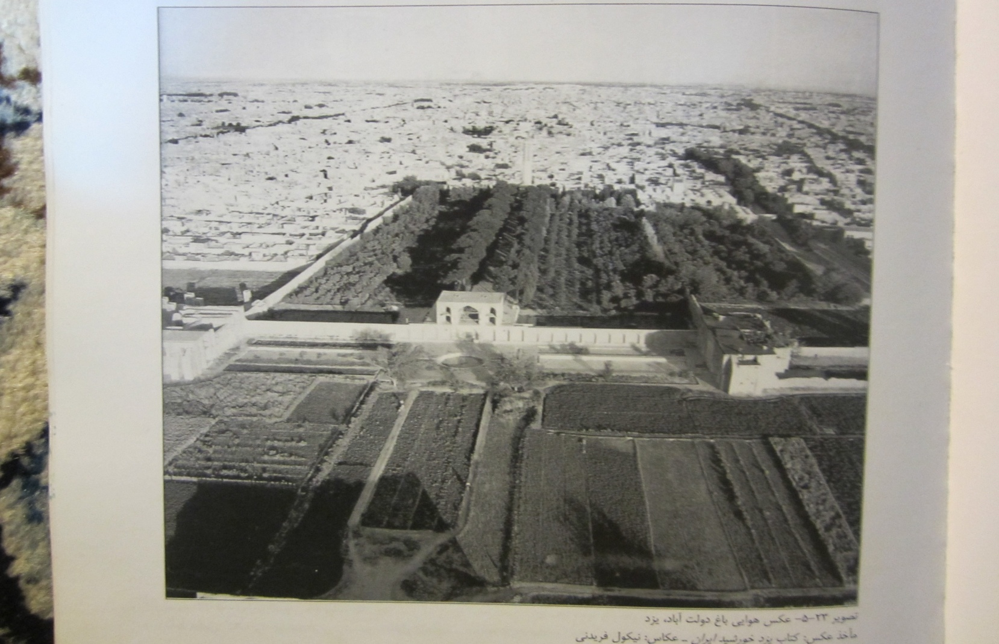 تصویر ۲۳-۵- عکس هوایی باغ دولت آباد، یزد
مأخذ عکس: کتاب یزد خورشید ایران - عکاس: نیکول فریدنی